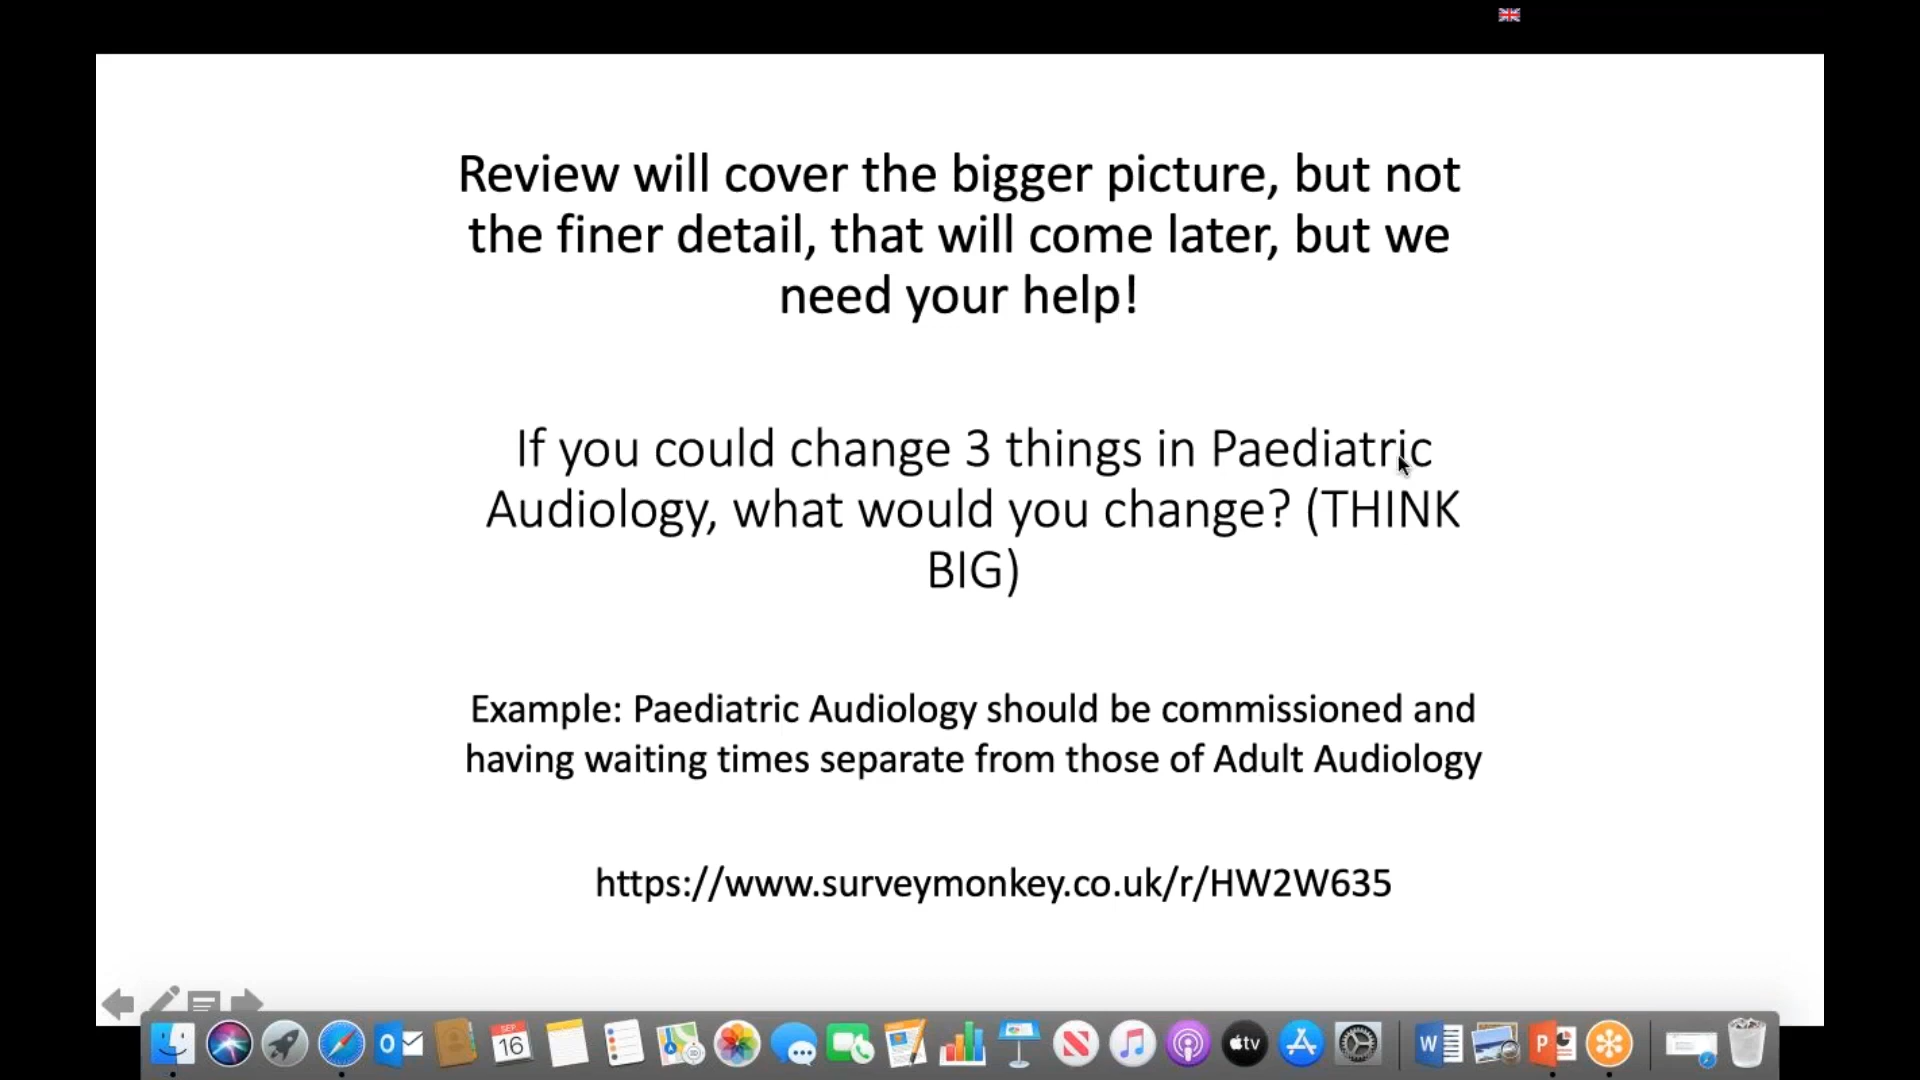 Review will cover the bigger picture, but not
the finer detail, that will come later, but we
need your help!
If you could change 3 things in Paediatric
Audiology, what would you change? (THINK
BIG)
Example: Paediatric Audiology should be commissioned and
having waiting times separate from those of Adult Audiology
https://www.surveymonkey.co.uk/r/HW2W635
SEP
16
tv
W
P